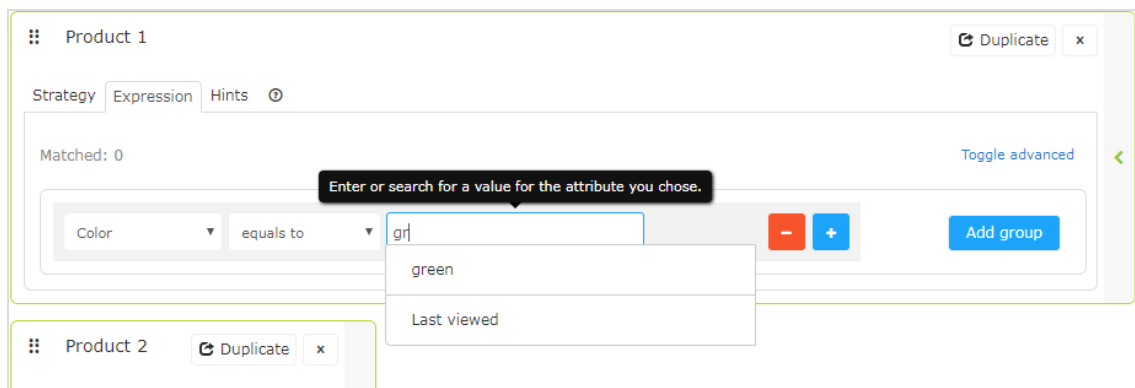 Product 1
Duplicate x
Strategy Expression Hints
Matched: 0
Toggle advanced
Enter or search for a value for the attribute you chose.
Color equals to gr - + Add group
green
Last viewed
Product 2 Duplicate x